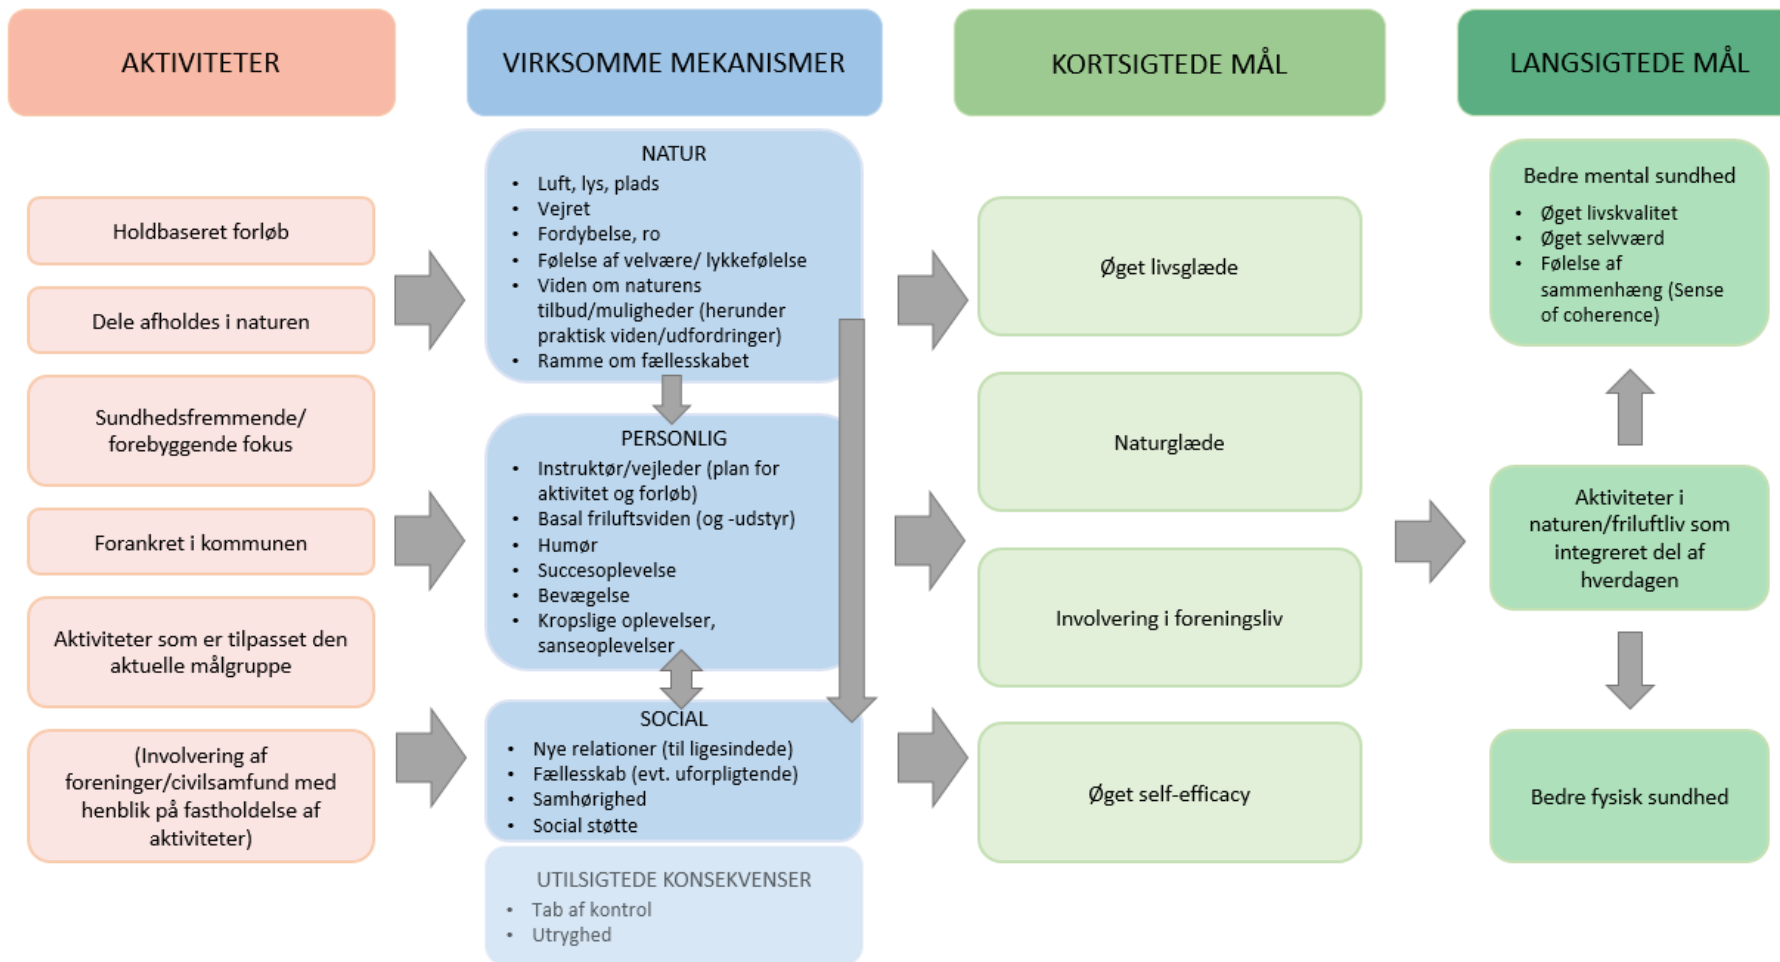 AKTIVITETER
Holdbaseret forløb
Dele afholdes i naturen
Sundhedsfremmende/
forebyggende fokus
Forankret i kommunen
Aktiviteter som er tilpasset den
aktuelle målgruppe
(Involvering af
foreninger/civilsamfund med
henblik på fastholdelse af
aktiviteter)
VIRKSOMME MEKANISMER
NATUR
• Luft, lys, plads
• Vejret
• Fordybelse, ro
• Følelse af velvære/ lykkefølelse
• Viden om naturens
tilbud/muligheder (herunder
praktisk viden/udfordringer)
• Ramme om fællesskabet
PERSONLIG
• Instruktør/vejleder (plan for
aktivitet og forløb)
• Basal friluftsviden (og -udstyr)
• Humør
• Succesoplevelse
• Bevægelse
• Kropslige oplevelser,
sanseoplevelser
SOCIAL
• Nye relationer (til ligesindede)
• Fællesskab (evt. uforpligtende)
• Samhørighed
• Social støtte
UTILSIGTEDE KONSEKVENSER
• Tab af kontrol
• Utryghed
KORTSIGTEDE MÅL
Øget livsglæde
Naturglæde
Involvering i foreningsliv
Øget self-efficacy
LANGSIGTEDE MÅL
Bedre mental sundhed
• Øget livskvalitet
• Øget selvværd
• Følelse af
sammenhæng (Sense
of coherence)
Aktiviteter i
naturen/friluftliv som
integreret del af
hverdagen
Bedre fysisk sundhed